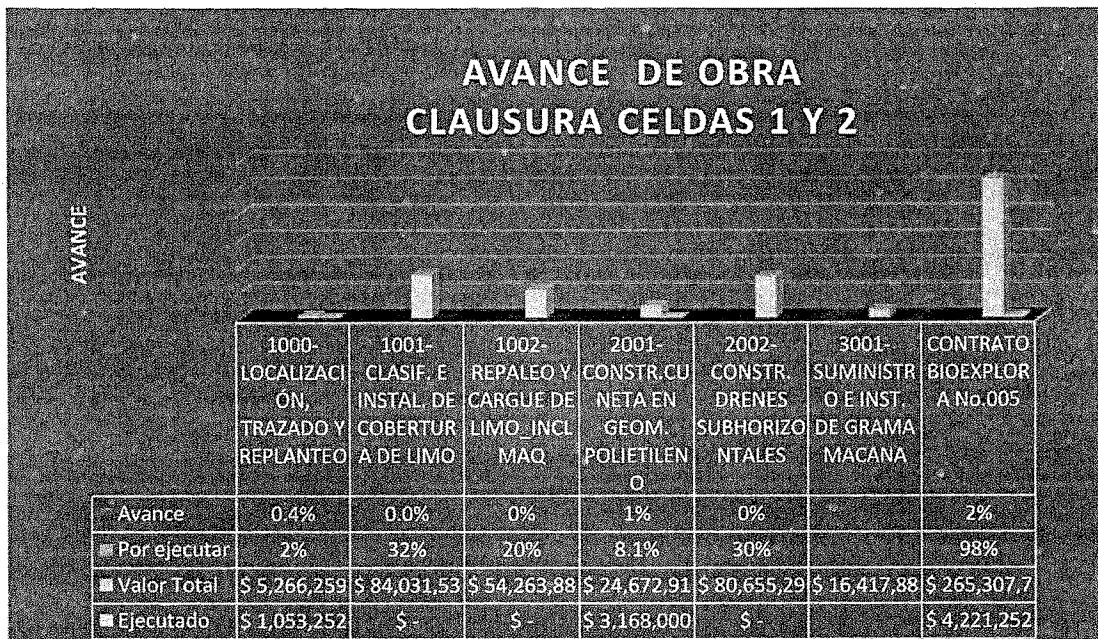 AVANCE DE OBRA
CLAUSURA CELDAS 1 Y 2
AVANCE
1000-
LOCALIZACI
ÓN,
TRAZADO Y
REPLANTEO
1001-
CLASIF. E
INSTAL. DE
COBERTUR
A DE LIMO
1002-
REPALEO Y
CARGUE DE
LIMO_INCL
MAQ
2001-
CONSTR.CU
NETA EN
GEOM.
POLIETILEN
O
2002-
CONSTR.
DRENES
SUBHORIZO
NTALES
3001-
SUMINISTR
O E INST.
DE GRAMA
MACANA
CONTRATO
BIOEXPLOR
A No.005
Avance 0.4% 0.0% 0% 1% 0% 2%
Por ejecutar 2% 32% 20% 8.1% 30% 98%
Valor Total $ 5,266,259 $ 84,031,53 $ 54,263,88 $ 24,672,91 $ 80,655,29 $ 16,417,88 $ 265,307,7
Ejecutado $ 1,053,252 $ - $ - $ 3,168,000 $ - $ 4,221,252